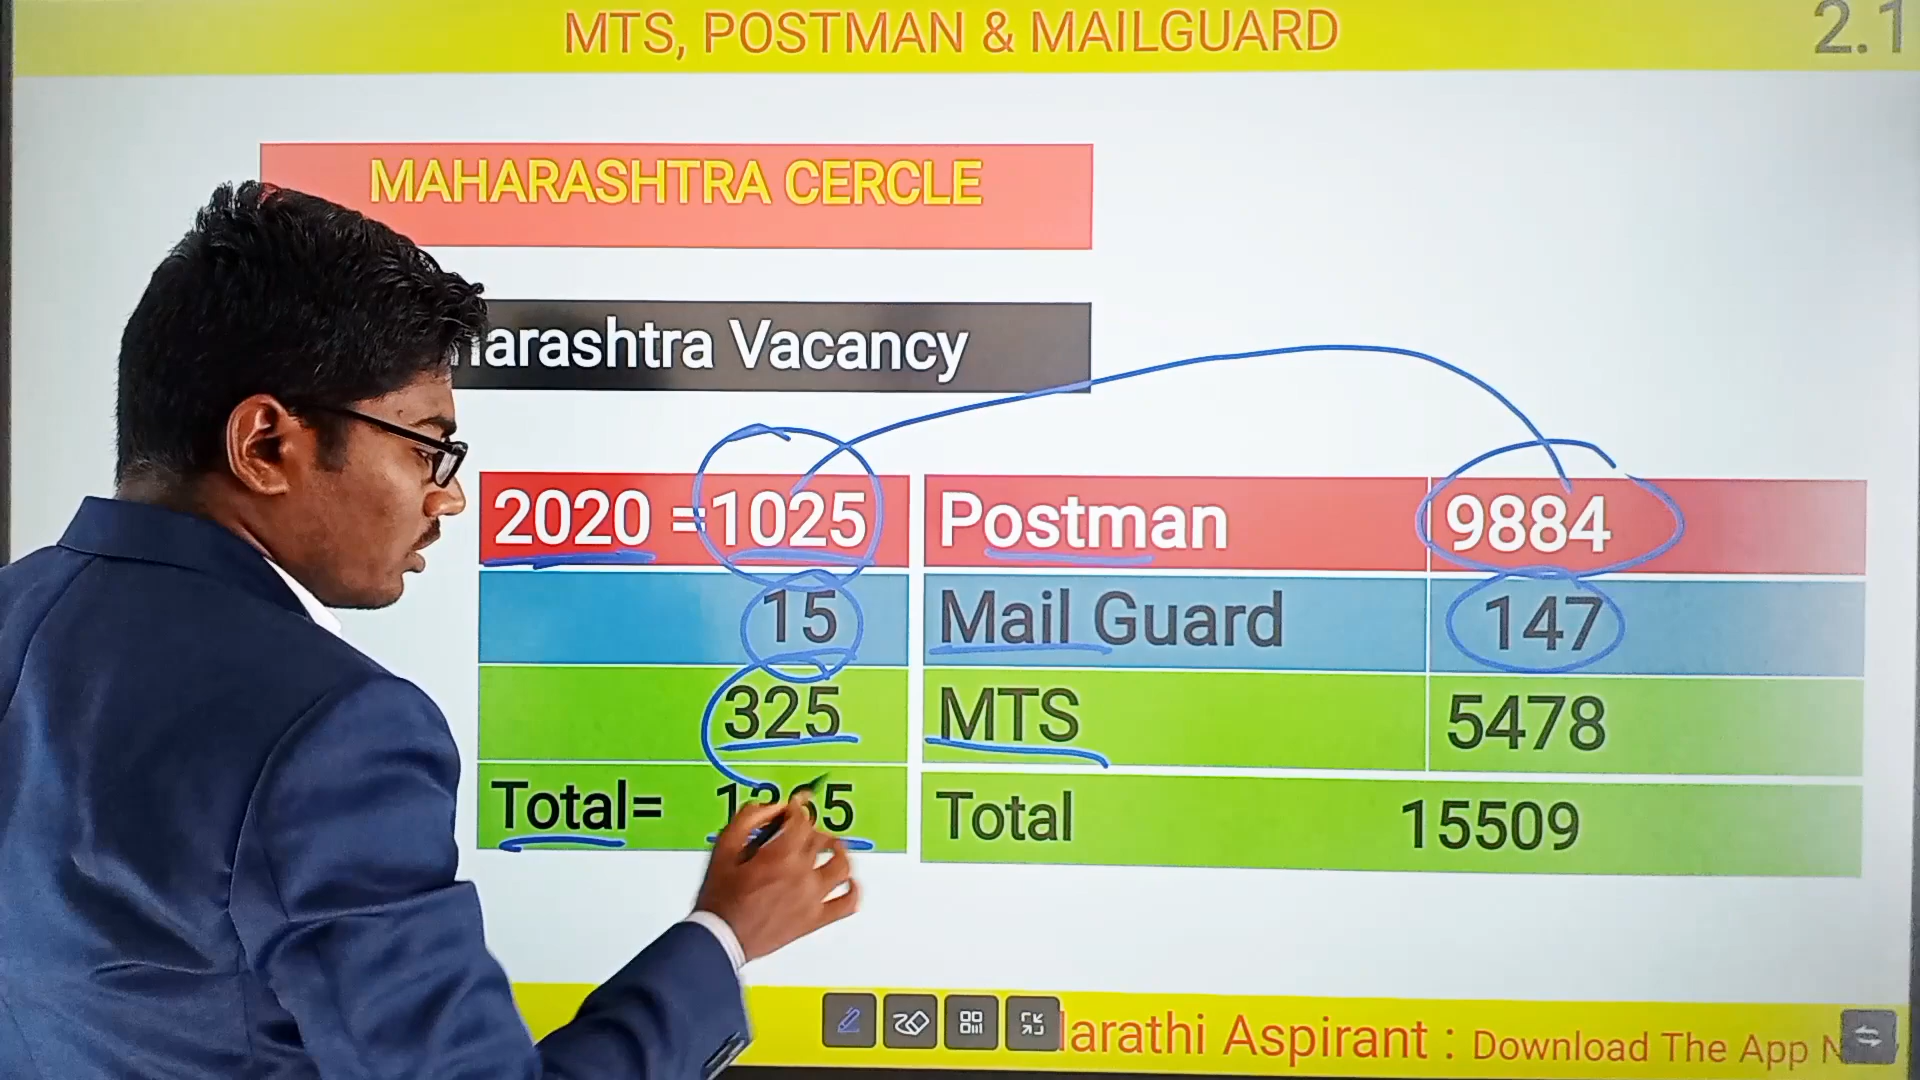 MTS, POSTMAN & MAILGUARD
2.1
MAHARASHTRA CERCLE
arashtra Vacancy
2020 =1025 Postman 9884
15 Mail Guard 147
325 MTS 5478
Total= 1365 Total 15509
arathi Aspirant : Download The App